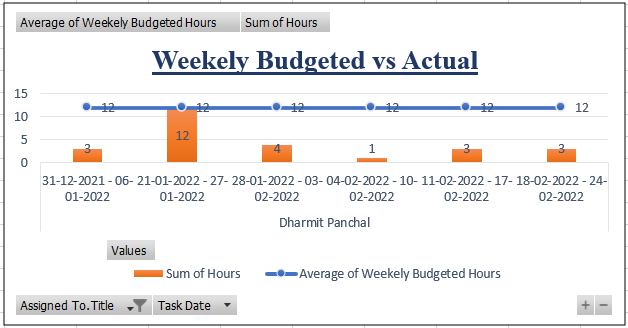 Average of Weekely Budgeted Hours Sum of Hours
Weekely Budgeted vs Actual
15
10
5
0
12 12 12 12 12 12
3 12 4 1 3 3
31-12-2021 - 06- 21-01-2022 - 27- 28-01-2022 - 03- 04-02-2022 - 10- 11-02-2022 - 17- 18-02-2022 - 24-
01-2022 01-2022 02-2022 02-2022 02-2022 02-2022
Dharmit Panchal
Values
Sum of Hours Average of Weekely Budgeted Hours
Assigned To.Title Task Date + −